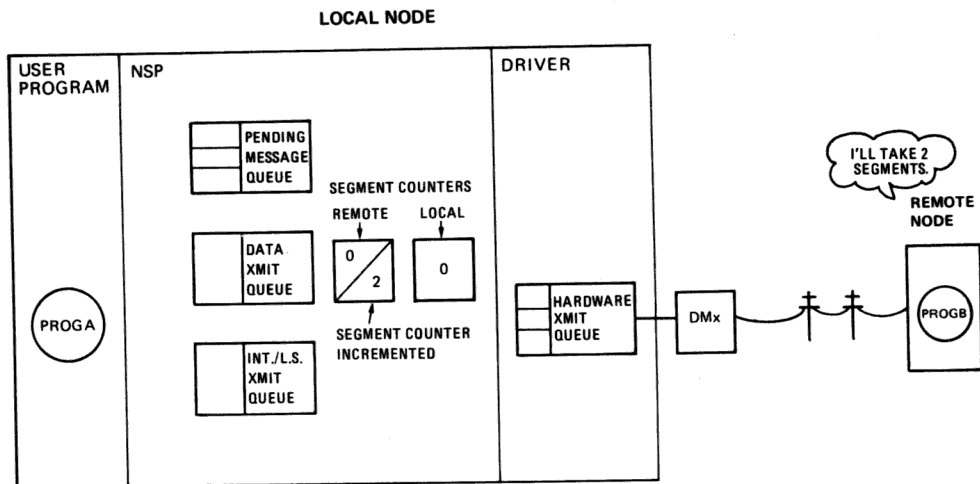 LOCAL NODE
USER
PROGRAM
NSP
DRIVER
PENDING
MESSAGE
QUEUE
SEGMENT COUNTERS
REMOTE
LOCAL
DATA
XMIT
QUEUE
0
2
0
SEGMENT COUNTER
INCREMENTED
INT./L.S.
XMIT
QUEUE
PROGA
HARDWARE
XMIT
QUEUE
DMx
I'LL TAKE 2
SEGMENTS.
REMOTE
NODE
PROGB